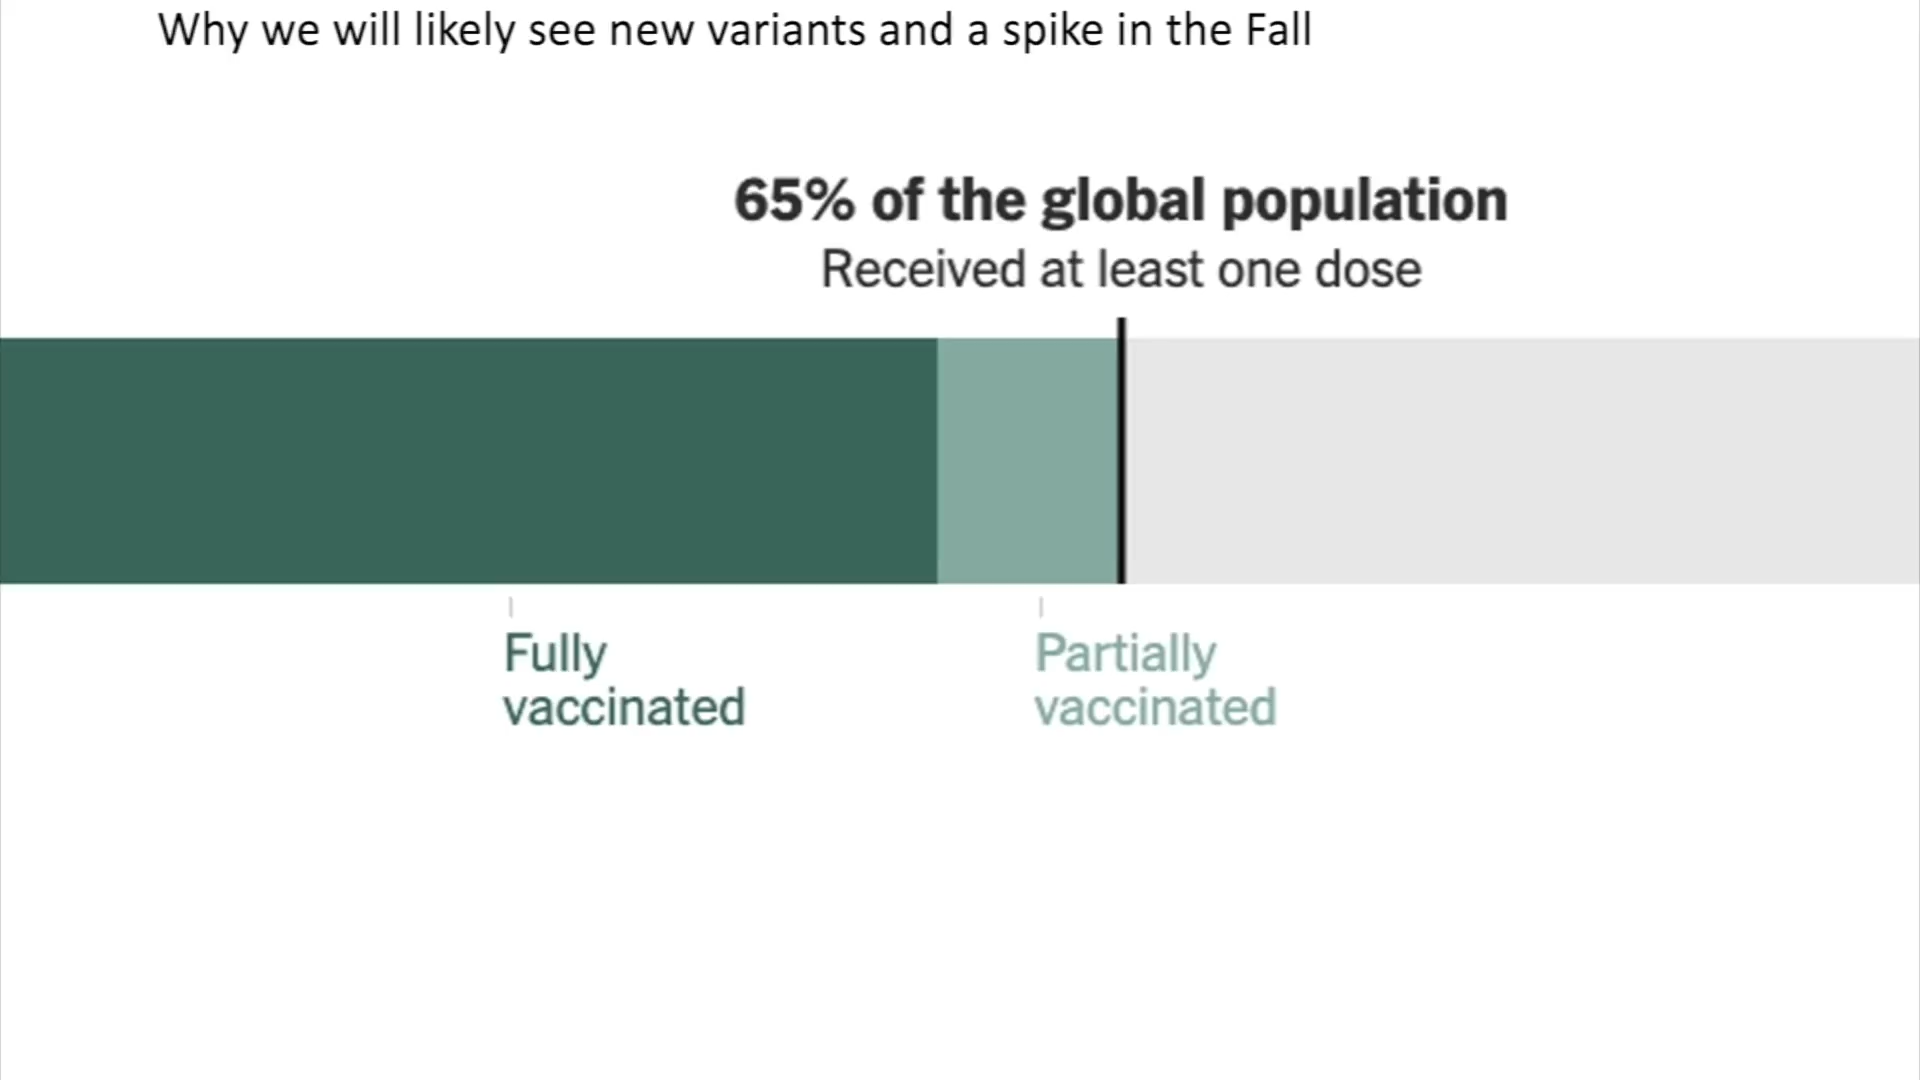 Why we will likely see new variants and a spike in the Fall
65% of the global population
Received at least one dose
Fully
vaccinated
Partially
vaccinated